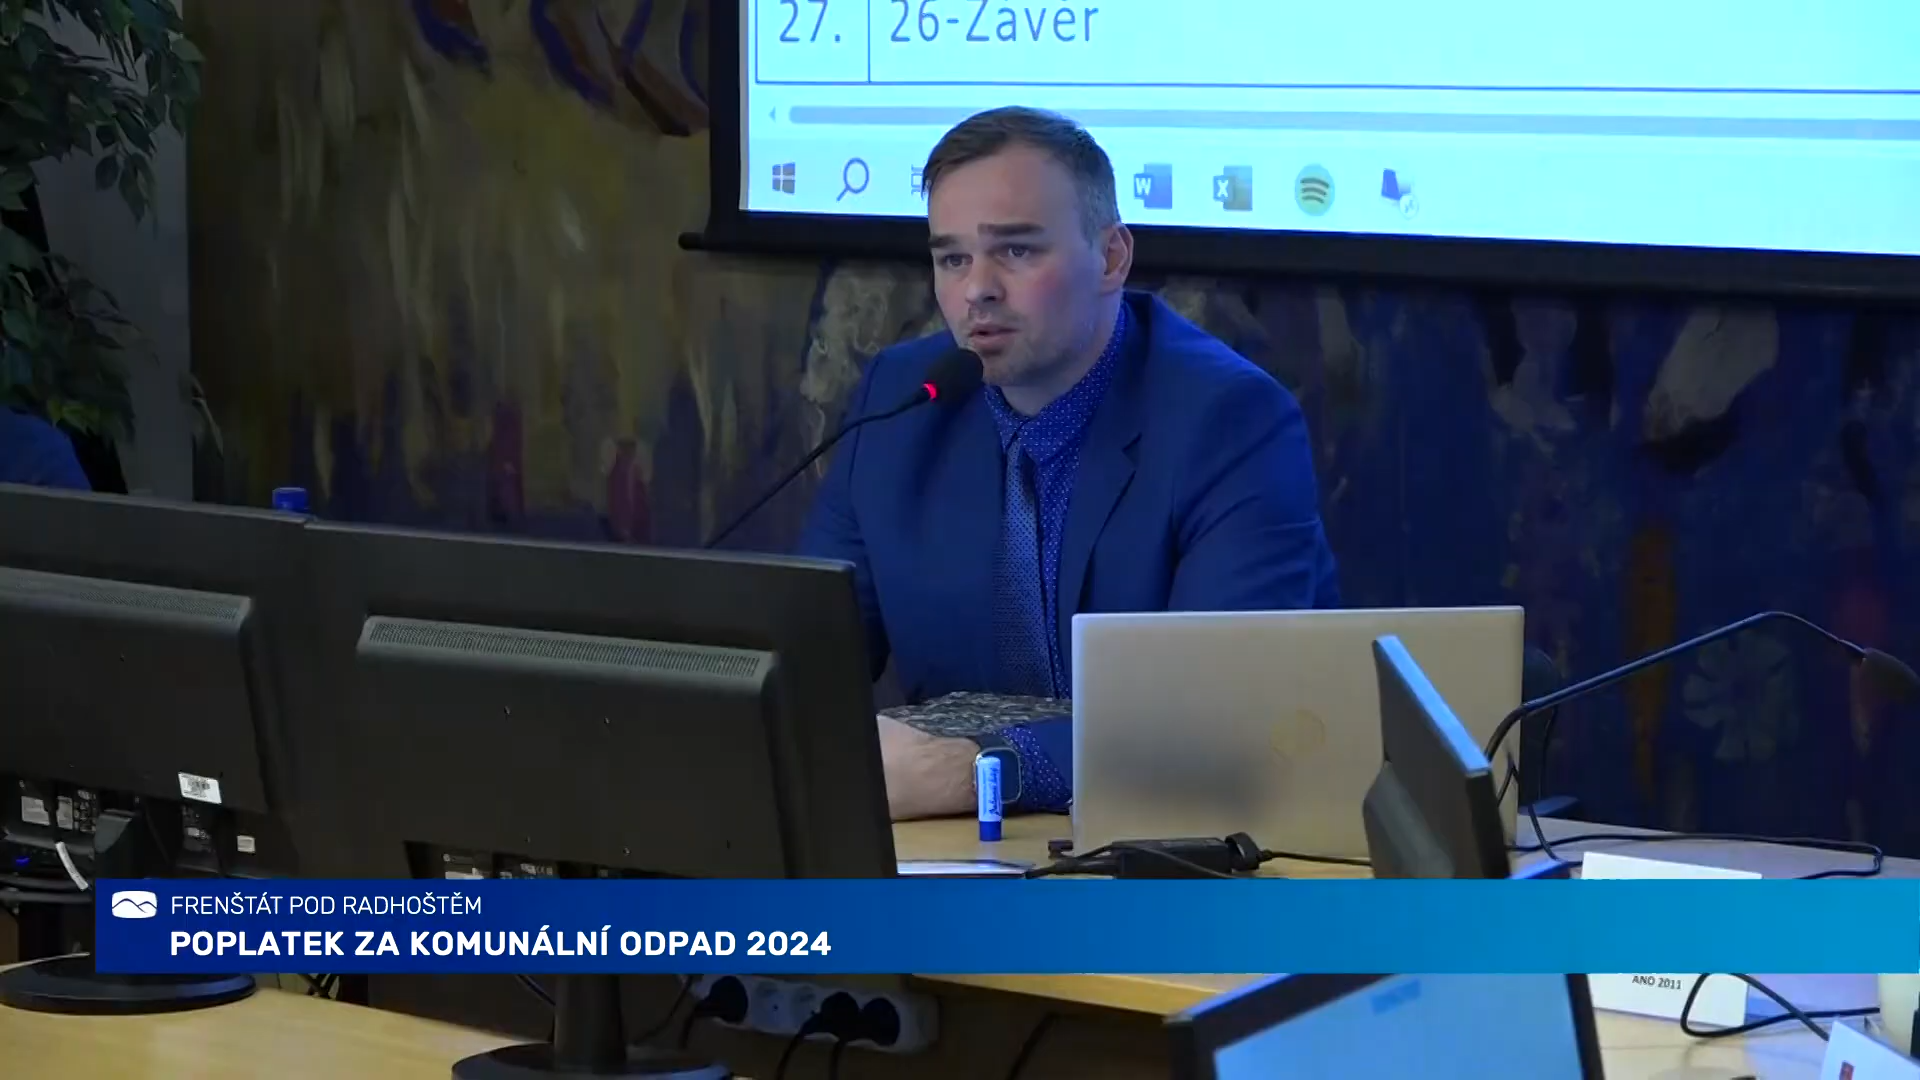 27. 26-Závěr
FRENŠTÁT POD RADHOŠTĚM
POPLATEK ZA KOMUNÁLNÍ ODPAD 2024
ANO 2011